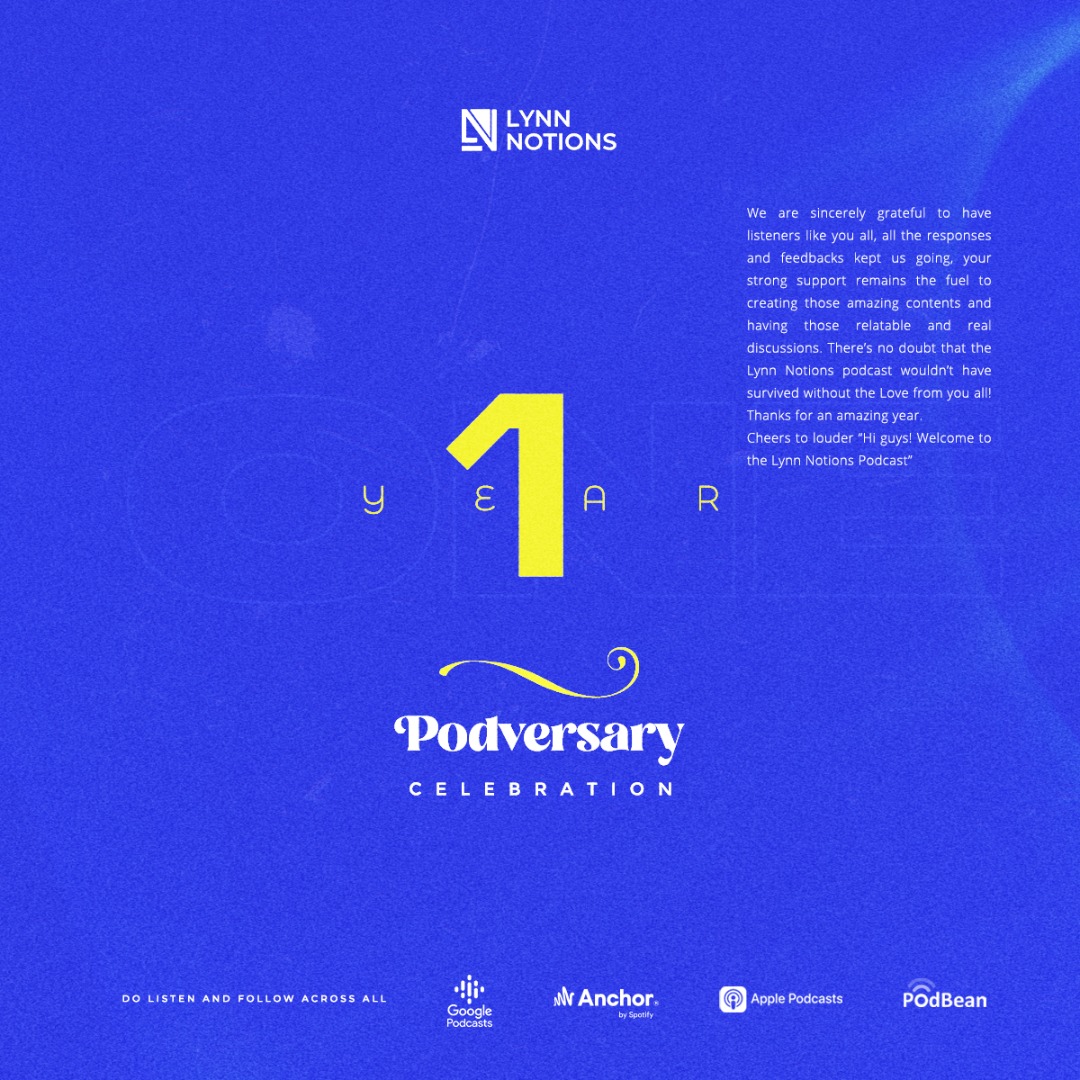 LYNN
NOTIONS
We are sincerely grateful to have
listeners like you all, all the responses
and feedbacks kept us going, your
strong support remains the fuel to
creating those amazing contents and
having those relatable and real
discussions. There's no doubt that the
Lynn Notions podcast wouldn't have
survived without the Love from you all!
Thanks for an amazing year.
Cheers to louder "Hi guys! Welcome to
the Lynn Notions Podcast"
ONE
1
YEAR
Podversary
CELEBRATION
DO LISTEN AND FOLLOW ACROSS ALL
Google
Podcasts
Anchor
by Spotify
Apple Podcasts
PodBean